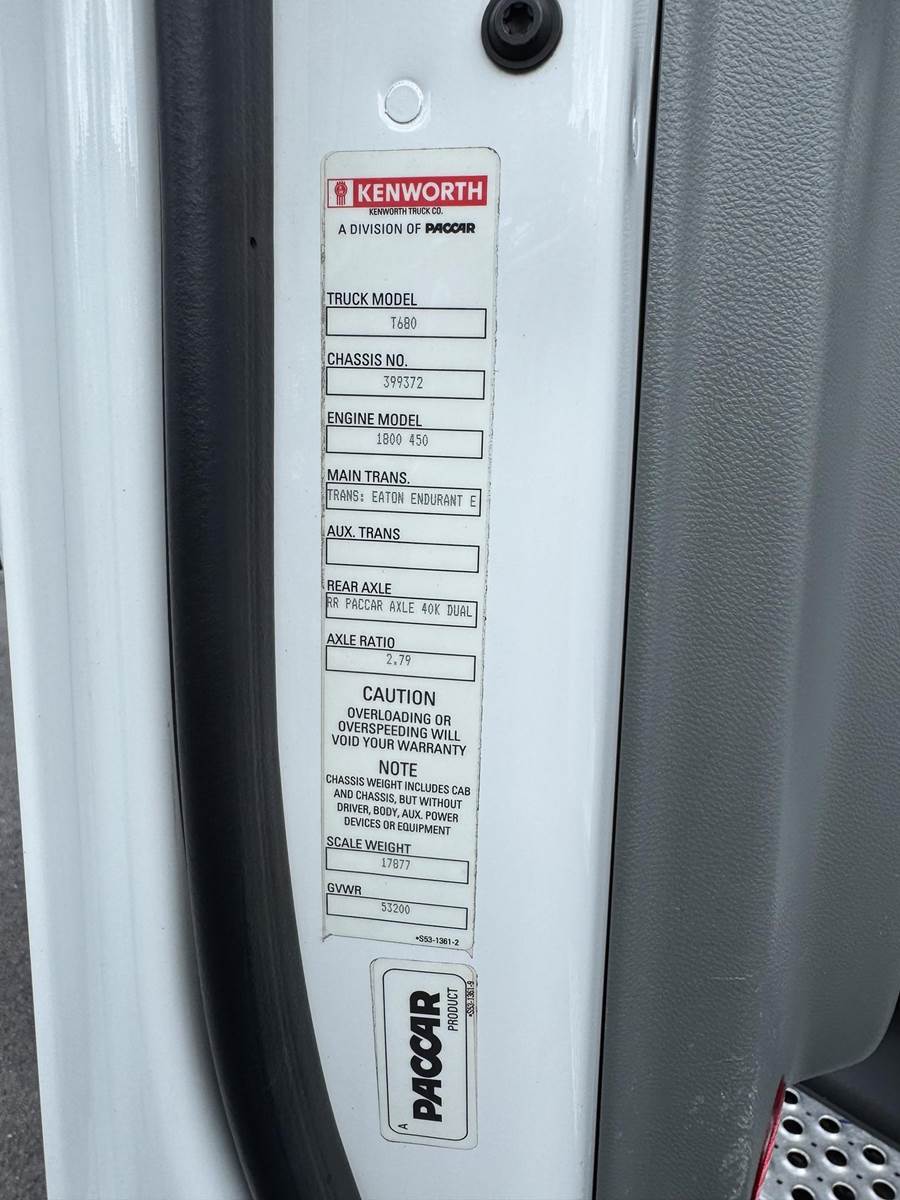 KENWORTH
KENWORTH TRUCK CO.
A DIVISION OF PACCAR
TRUCK MODEL
T680
CHASSIS NO.
399372
ENGINE MODEL
1800 450
MAIN TRANS.
TRANS: EATON ENDURANT E
AUX. TRANS
REAR AXLE
RR PACCAR AXLE 40K DUAL
AXLE RATIO
2.79
CAUTION
OVERLOADING OR
OVERSPEEDING WILL
VOID YOUR WARRANTY
NOTE
CHASSIS WEIGHT INCLUDES CAB
AND CHASSIS, BUT WITHOUT
DRIVER, BODY, AUX. POWER
DEVICES OR EQUIPMENT
SCALE WEIGHT
17877
GVWR
53200
•S53-1361-2
A
PACCAR
PRODUCT
•S53-1361-9